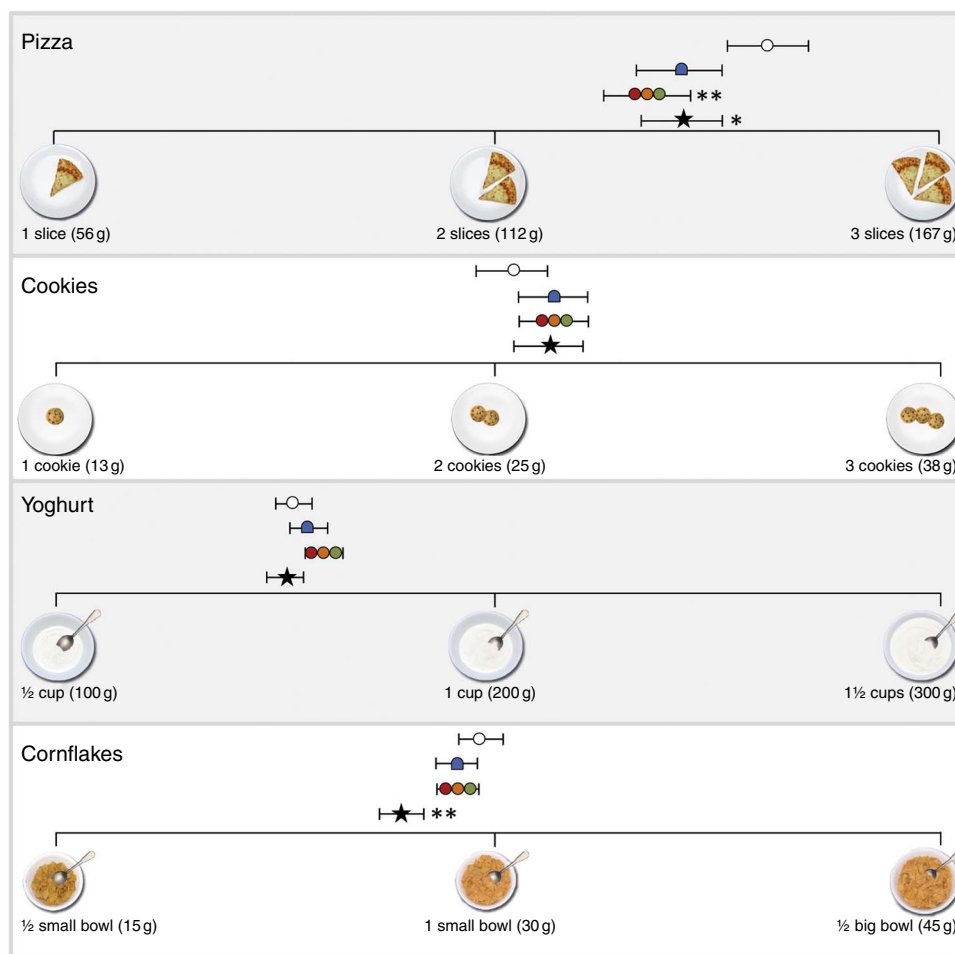 Pizza
**
*
1 slice (56 g) 2 slices (112 g) 3 slices (167 g)
Cookies
1 cookie (13 g) 2 cookies (25 g) 3 cookies (38 g)
Yoghurt
½ cup (100 g) 1 cup (200 g) 1½ cups (300 g)
Cornflakes
**
½ small bowl (15 g) 1 small bowl (30 g) ½ big bowl (45 g)